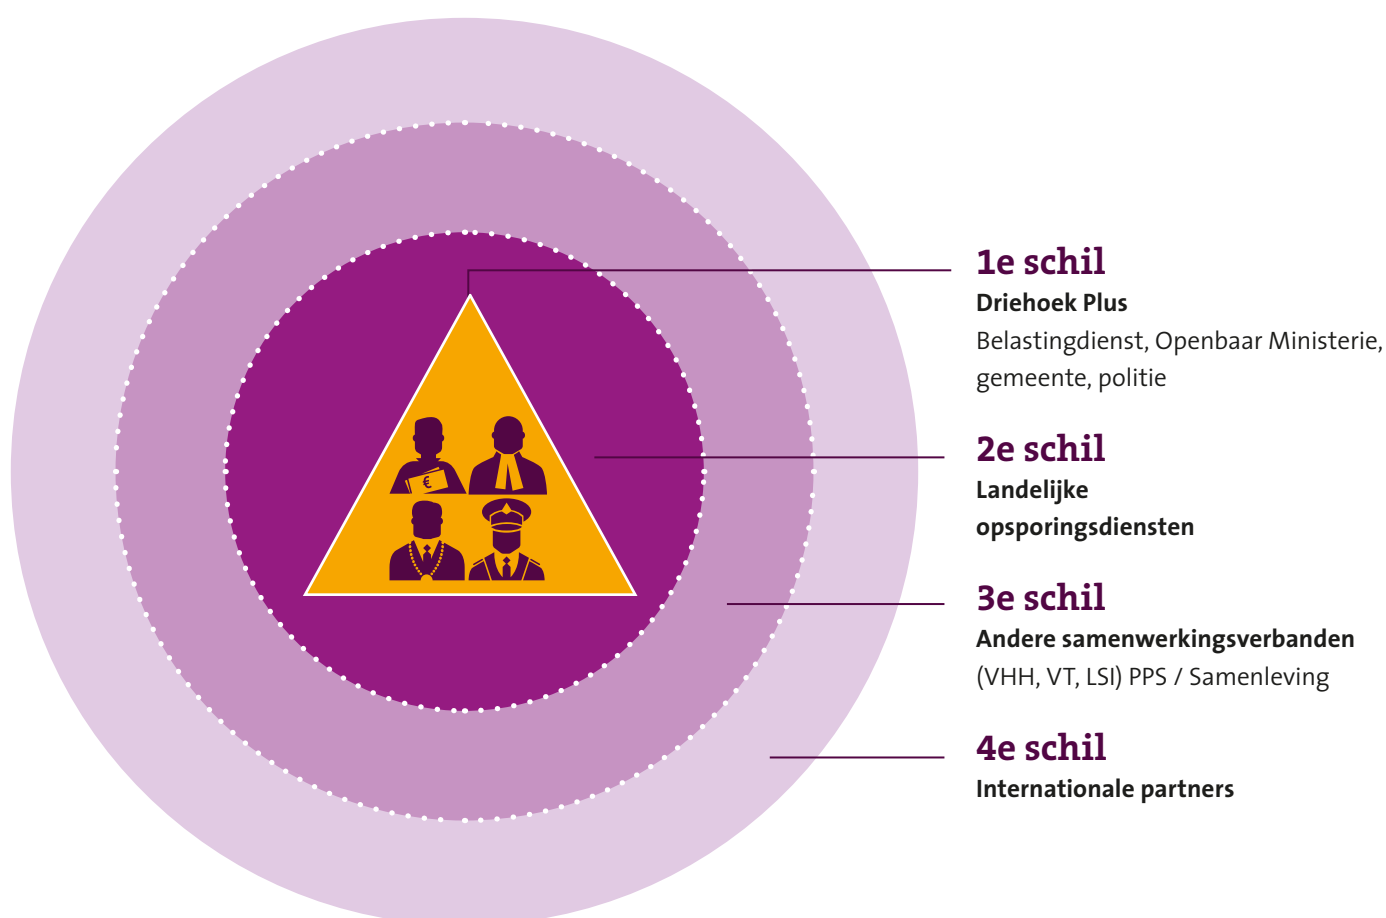 1e schil
Driehoek Plus
Belastingdienst, Openbaar Ministerie,
gemeente, politie
2e schil
Landelijke
opsporingsdiensten
3e schil
Andere samenwerkingsverbanden
(VHH, VT, LSI) PPS / Samenleving
4e schil
Internationale partners
€